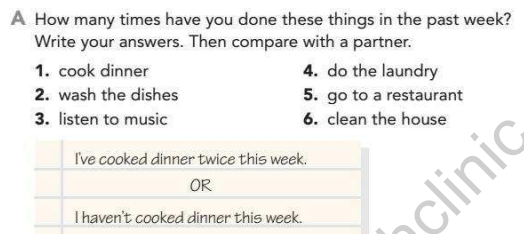 A How many times have you done these things in the past week?
Write your answers. Then compare with a partner.
1. cook dinner
2. wash the dishes
3. listen to music
4. do the laundry
5. go to a restaurant
6. clean the house
I've cooked dinner twice this week.
OR
I haven't cooked dinner this week.